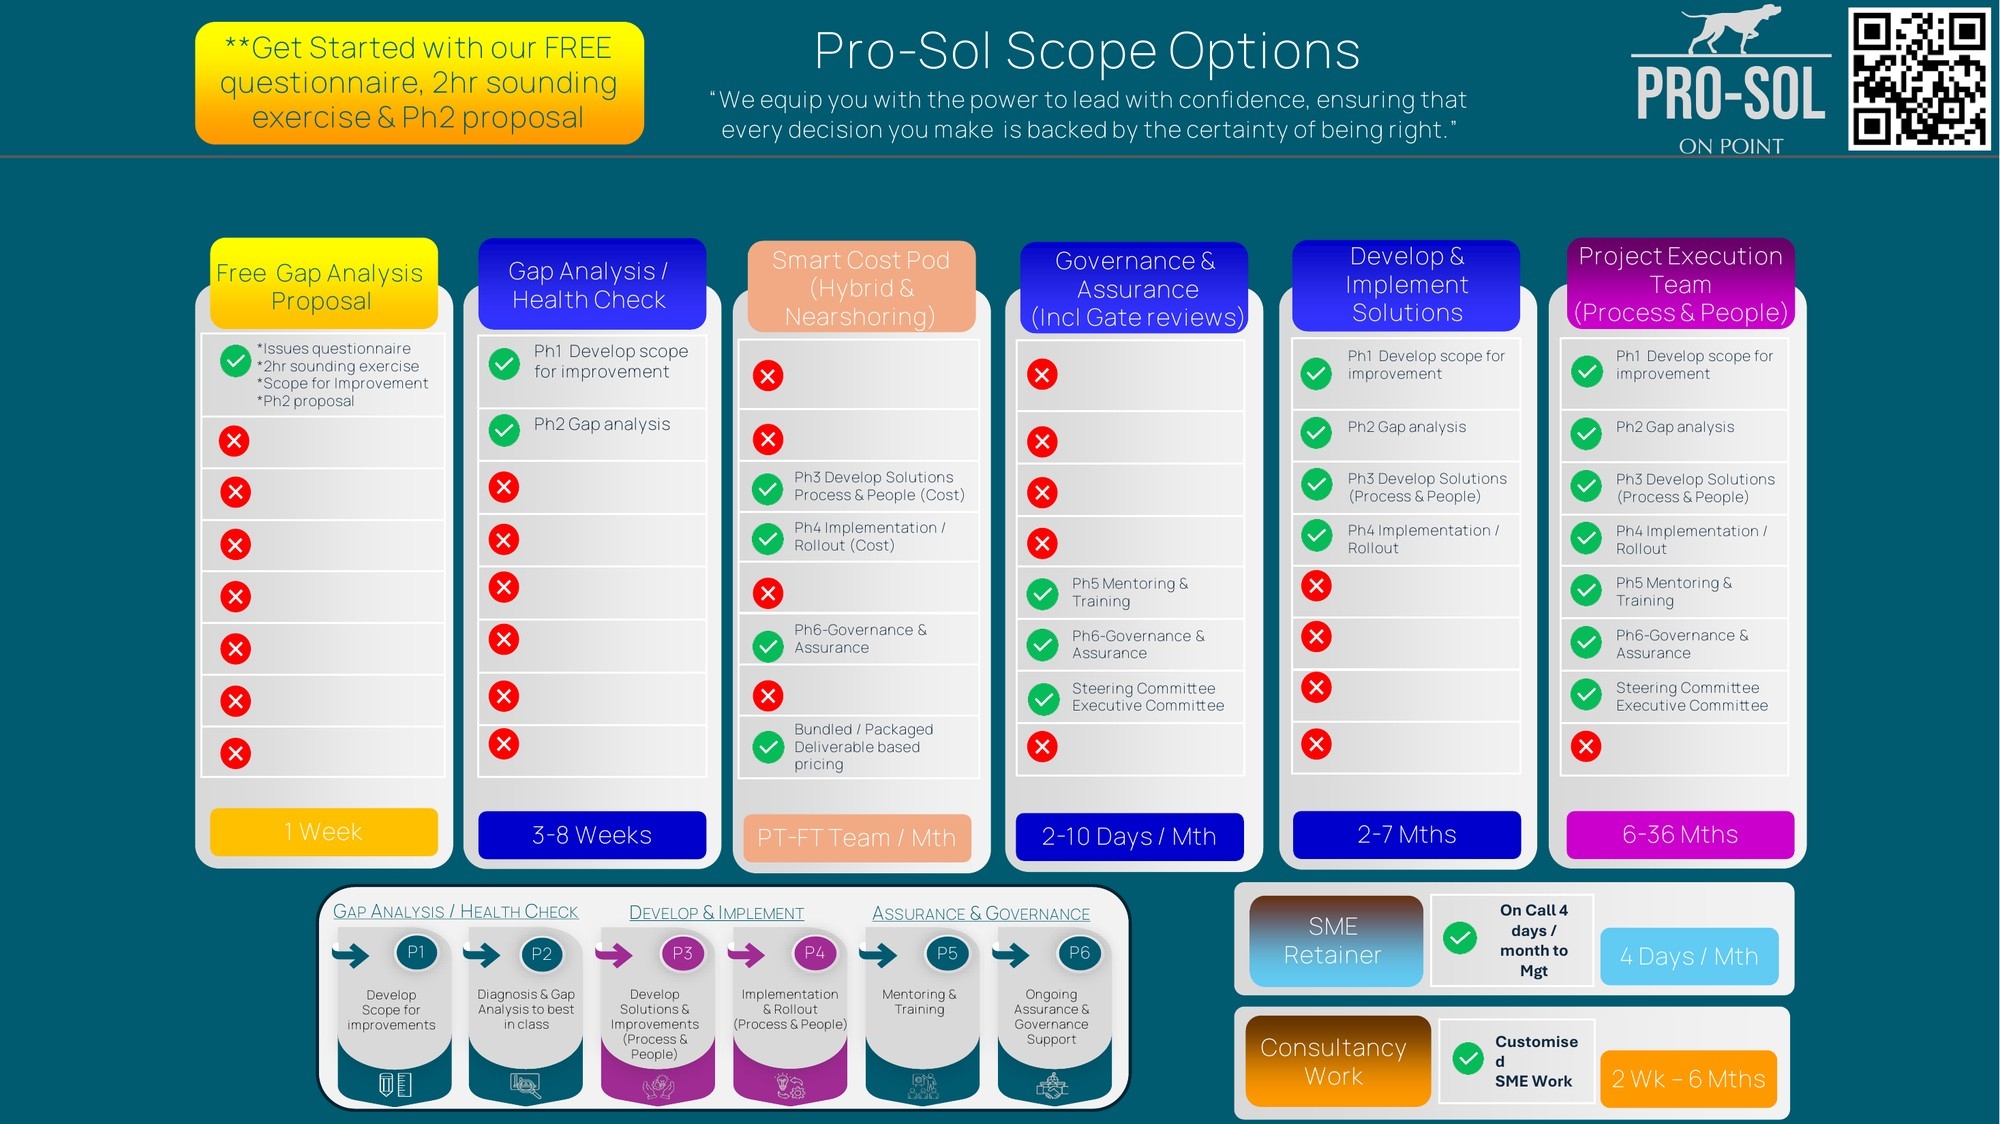 **Get Started with our FREE
questionnaire, 2hr sounding
exercise & Ph2 proposal
Pro-Sol Scope Options
“We equip you with the power to lead with confidence, ensuring that
every decision you make is backed by the certainty of being right.”
PRO-SOL
ON POINT
Free Gap Analysis
Proposal
*Issues questionnaire
*2hr sounding exercise
*Scope for Improvement
*Ph2 proposal
1 Week
Gap Analysis /
Health Check
Ph1 Develop scope
for improvement
Ph2 Gap analysis
3-8 Weeks
Smart Cost Pod
(Hybrid &
Nearshoring)
Ph3 Develop Solutions
Process & People (Cost)
Ph4 Implementation /
Rollout (Cost)
Ph6-Governance &
Assurance
Bundled / Packaged
Deliverable based
pricing
PT-FT Team / Mth
Governance &
Assurance
(Incl Gate reviews)
Ph5 Mentoring &
Training
Ph6-Governance &
Assurance
Steering Committee
Executive Committee
2-10 Days / Mth
Develop &
Implement
Solutions
Ph1 Develop scope for
improvement
Ph2 Gap analysis
Ph3 Develop Solutions
(Process & People)
Ph4 Implementation /
Rollout
2-7 Mths
Project Execution
Team
(Process & People)
Ph1 Develop scope for
improvement
Ph2 Gap analysis
Ph3 Develop Solutions
(Process & People)
Ph4 Implementation /
Rollout
Ph5 Mentoring &
Training
Ph6-Governance &
Assurance
Steering Committee
Executive Committee
6-36 Mths
GAP ANALYSIS / HEALTH CHECK
P1
Develop
Scope for
improvements
P2
Diagnosis & Gap
Analysis to best
in class
DEVELOP & IMPLEMENT
P3
Develop
Solutions &
Improvements
(Process &
People)
P4
Implementation
& Rollout
(Process & People)
ASSURANCE & GOVERNANCE
P5
Mentoring &
Training
P6
Ongoing
Assurance &
Governance
Support
SME
Retainer
On Call 4
days /
month to
Mgt
4 Days / Mth
Consultancy
Work
Customise
d
SME Work
2 Wk – 6 Mths